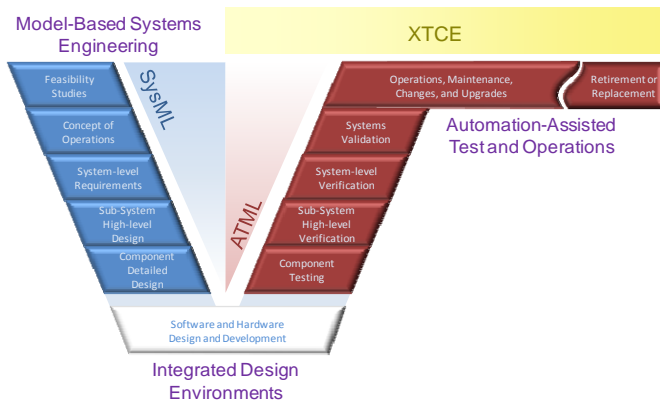 Model-Based Systems
Engineering
XTCE
Feasibility
Studies
SysML
Operations, Maintenance,
Changes, and Upgrades
Retirement or
Replacement
Concept of
Operations
Systems
Validation
Automation-Assisted
Test and Operations
System-level
Requirements
System-level
Verification
Sub-System
High-level
Design
ATML
Sub-System
High-level
Verification
Component
Detailed
Design
Component
Testing
Software and Hardware
Design and Development
Integrated Design
Environments